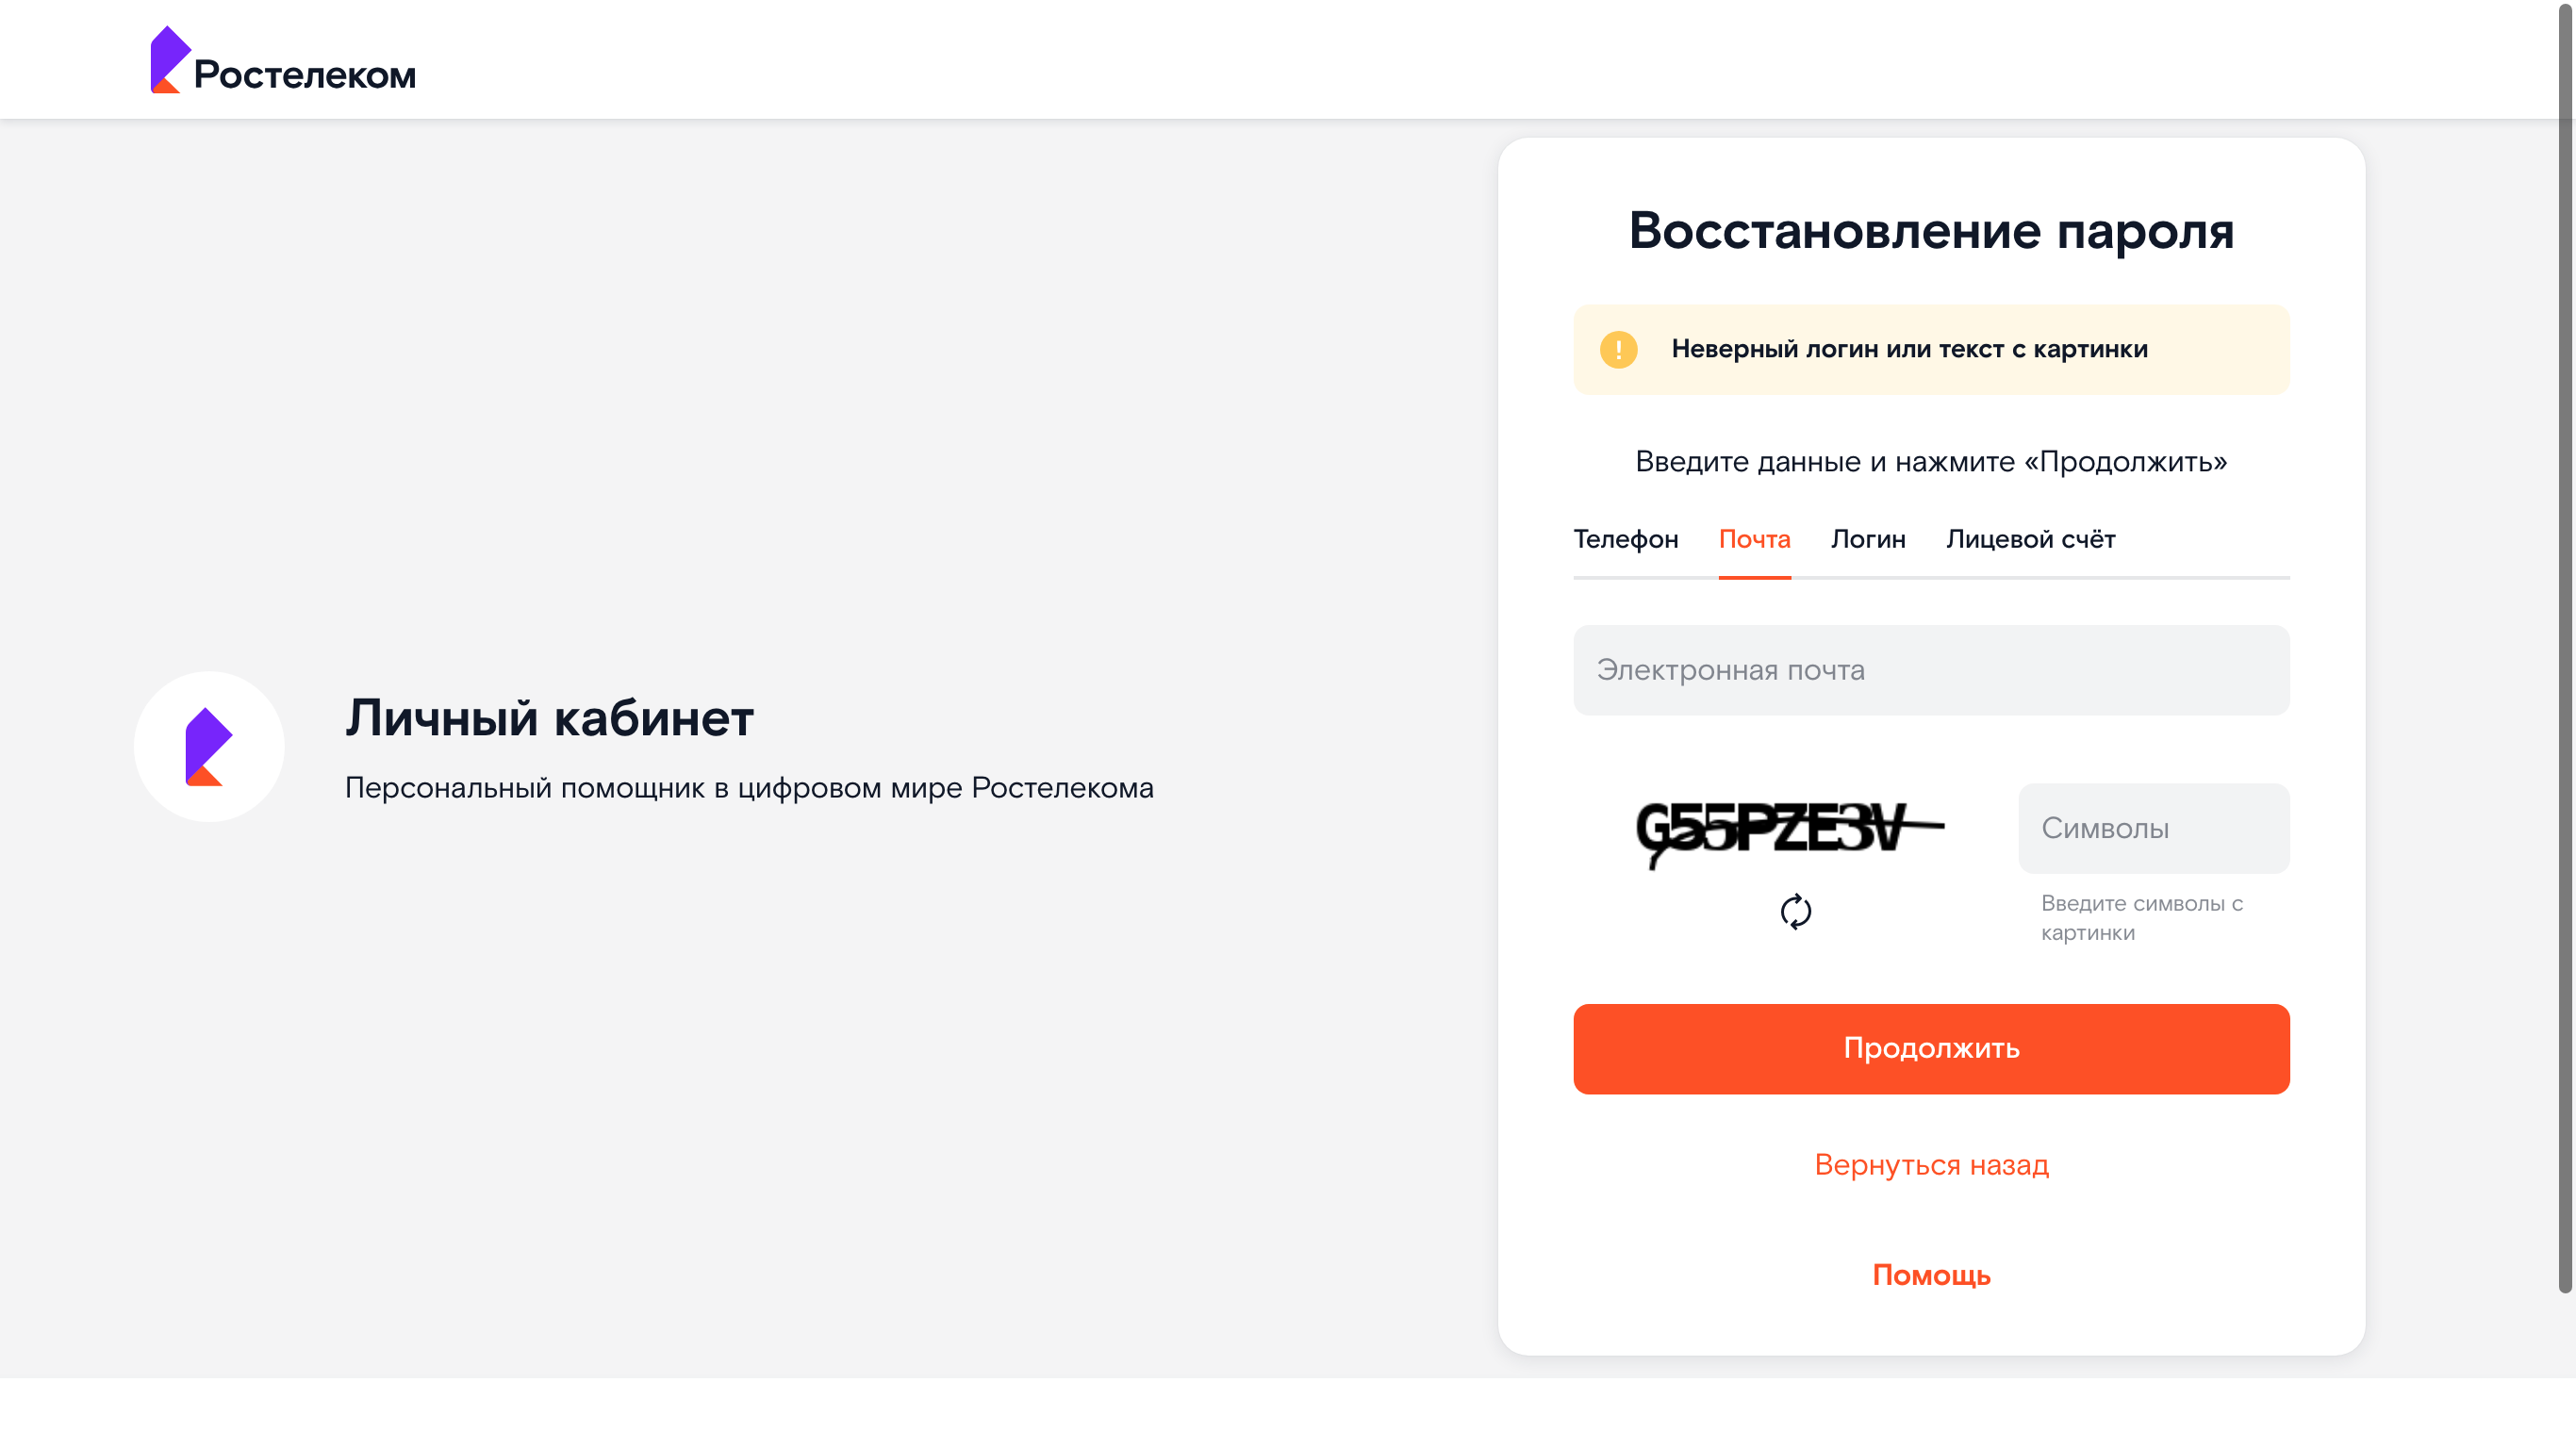 Ростелеком
Восстановление пароля
Неверный логин или текст с картинки
Введите данные и нажмите «Продолжить»
Телефон Почта Логин Лицевой счёт
Электронная почта
Личный кабинет
Персональный помощник в цифровом мире Ростелекома
G55PZE3V
Символы
Введите символы с
картинки
Продолжить
Вернуться назад
Помощь